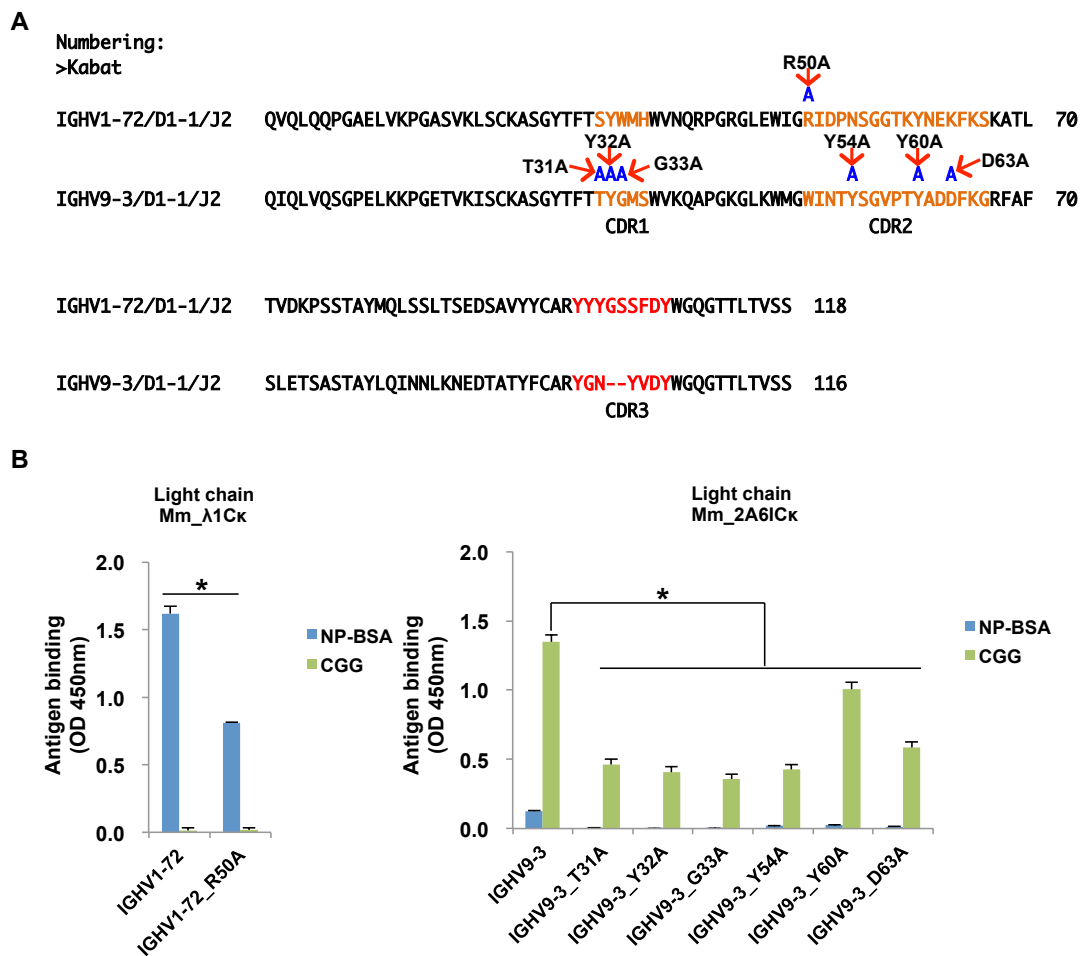 A
Numbering:
>Kabat
R50A
A
IGHV1-72/D1-1/J2 QVQLQQPGAELVKPGASVKLSCKASGYTFTSYWMHWVNQRPGRGLEWIGRIDPNSGGTKYNEKFKSKATL 70
Y32A Y54A Y60A
T31A AAA G33A A A A D63A
IGHV9-3/D1-1/J2 QIQLVQSGPELKKPGETVKISCKASGYTFTTYGMSWVKQAPGKGLKWMGWINTYSGVPTYADDFKGRFAF 70
CDR1 CDR2
IGHV1-72/D1-1/J2 TVDKPSSTAYMQLSSLTSEDSAVYYCARYYYGSSFDYWGQGTTLTVSS 118
IGHV9-3/D1-1/J2 SLETSASTAYLQINNLKNEDTATYFCARYGN--YVDYWGQGTTLTVSS 116
CDR3
B
Light chain
Mm_λ1Cκ
Antigen binding
(OD 450nm)
2.0
1.5
1.0
0.5
0.0
*
NP-BSA
CGG
IGHV1-72
IGHV1-72_R50A
Light chain
Mm_2A6lCκ
Antigen binding
(OD 450nm)
2.0
1.5
1.0
0.5
0.0
*
NP-BSA
CGG
IGHV9-3
IGHV9-3_T31A
IGHV9-3_Y32A
IGHV9-3_G33A
IGHV9-3_Y54A
IGHV9-3_Y60A
IGHV9-3_D63A